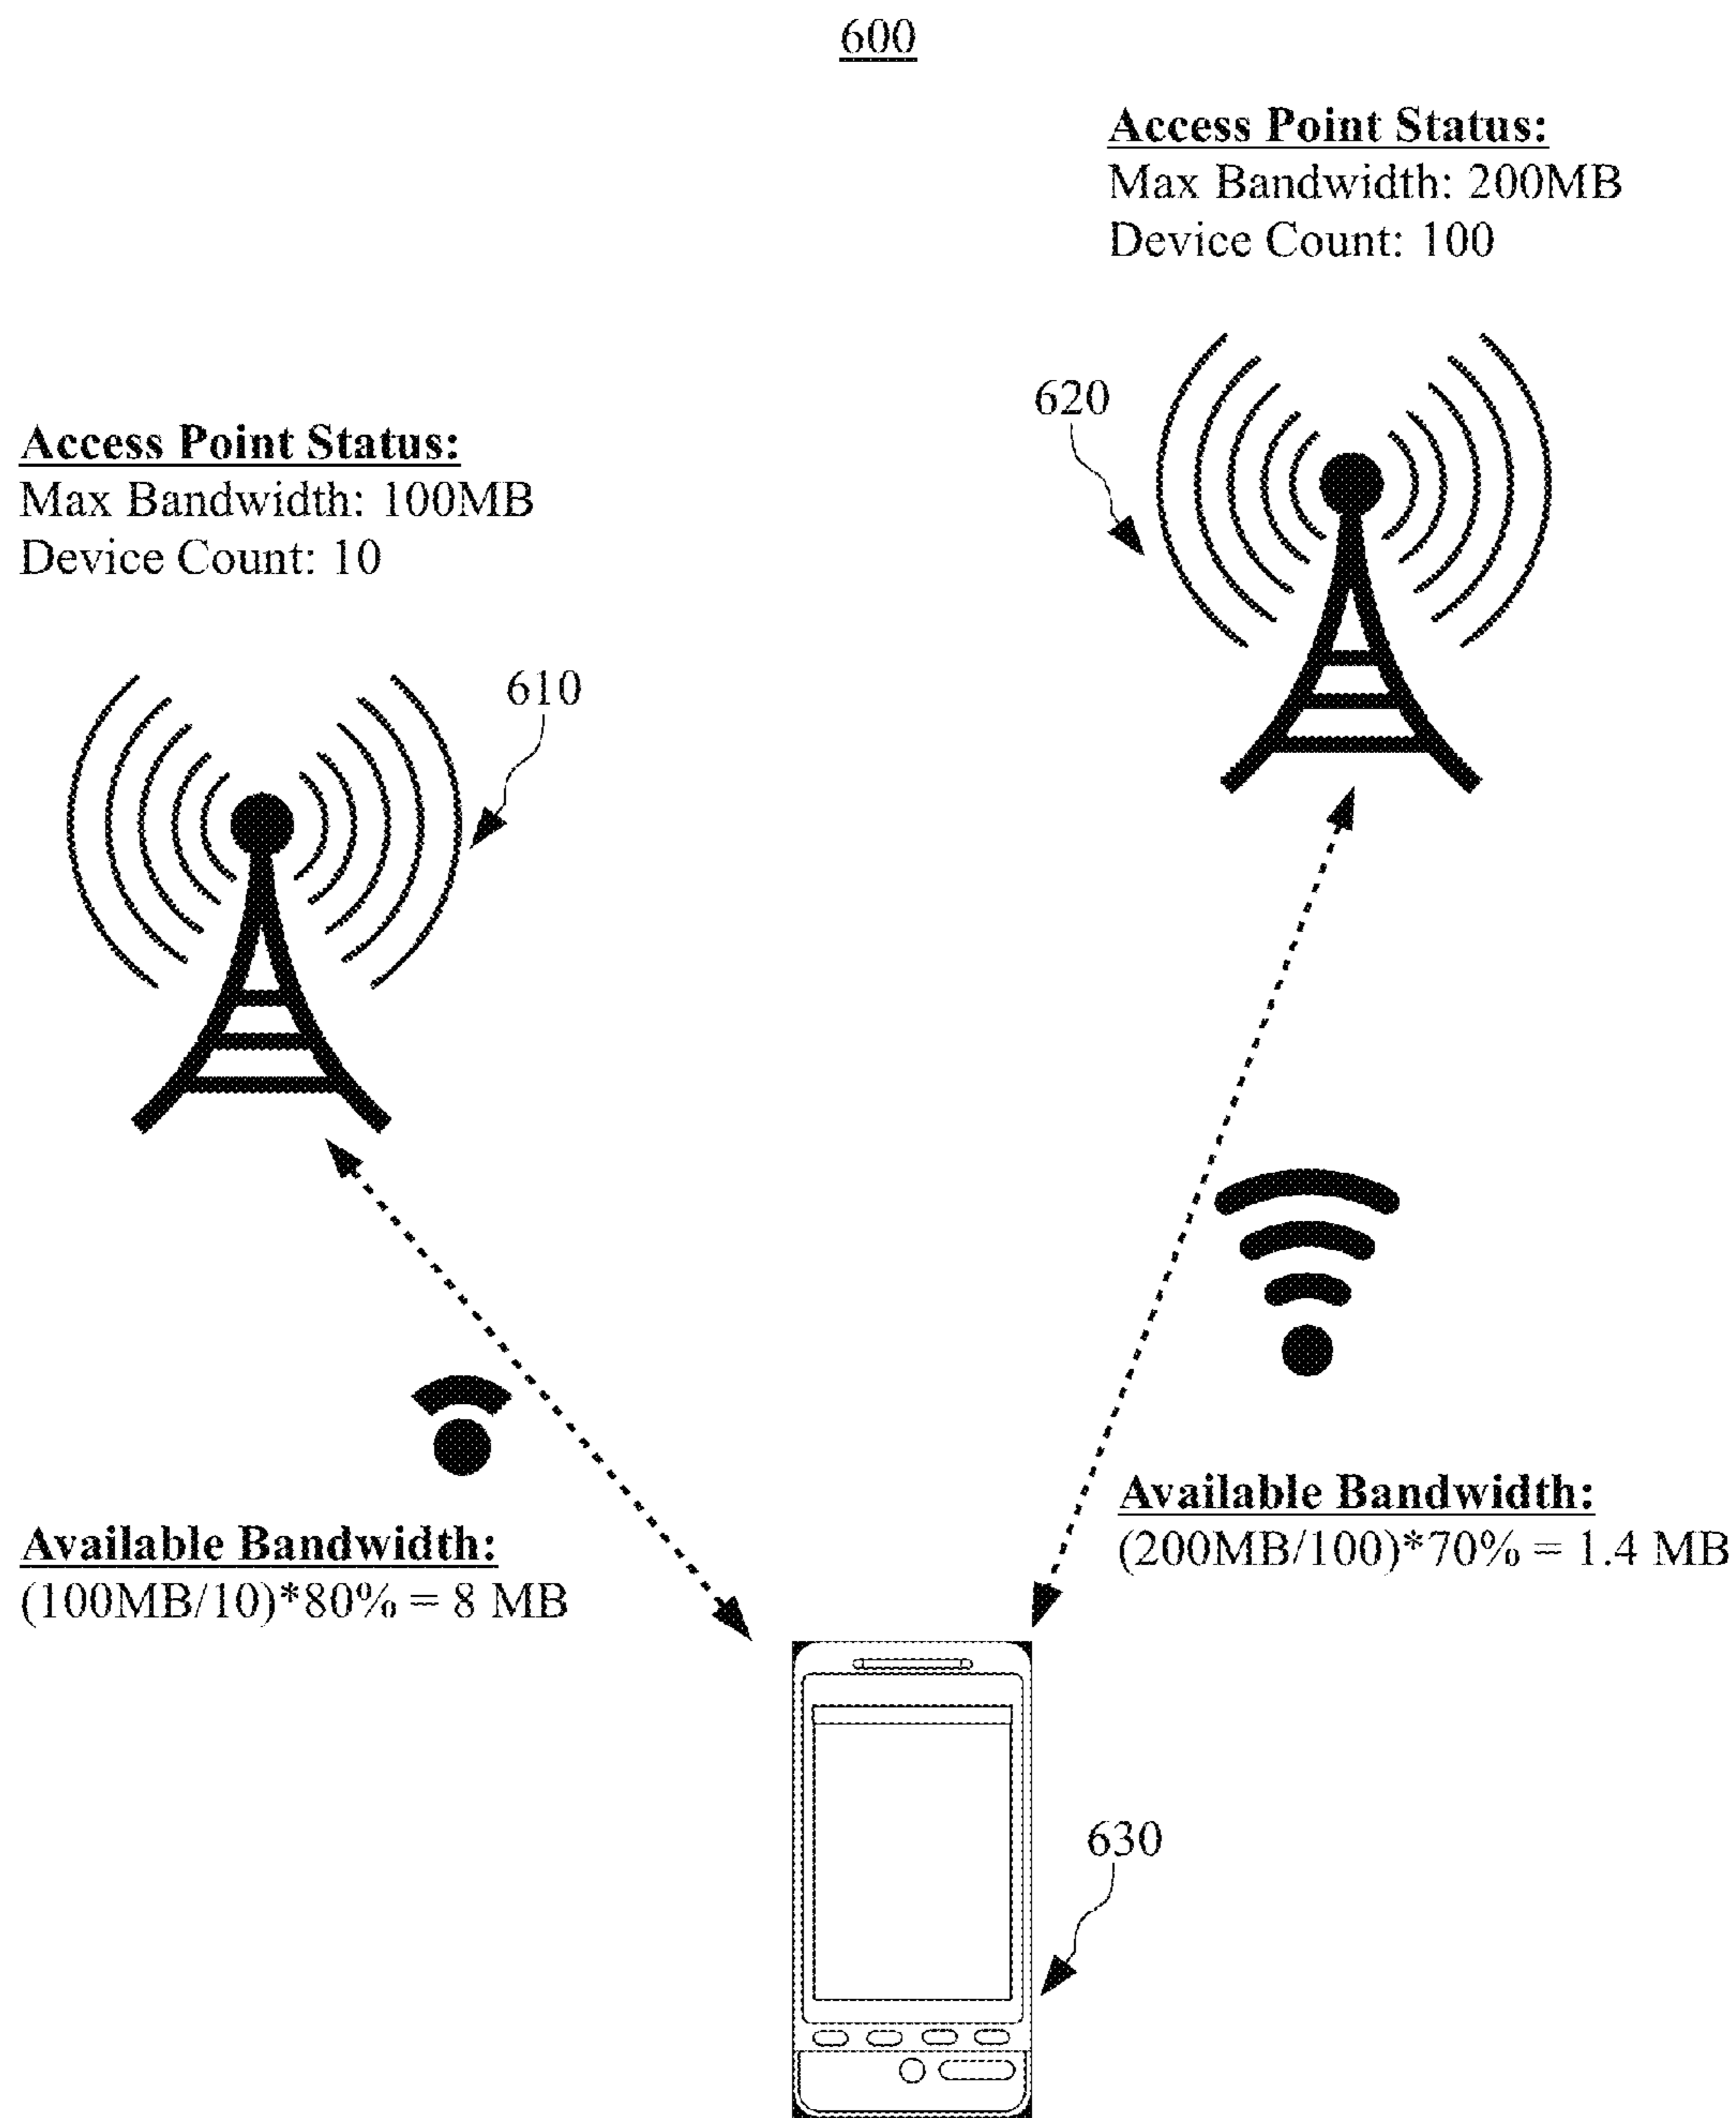 600
Access Point Status:
Max Bandwidth: 200MB
Device Count: 100
620
Access Point Status:
Max Bandwidth: 100MB
Device Count: 10
610
Available Bandwidth:
(200MB/100)*70% = 1.4 MB
Available Bandwidth:
(100MB/10)*80% = 8 MB
630